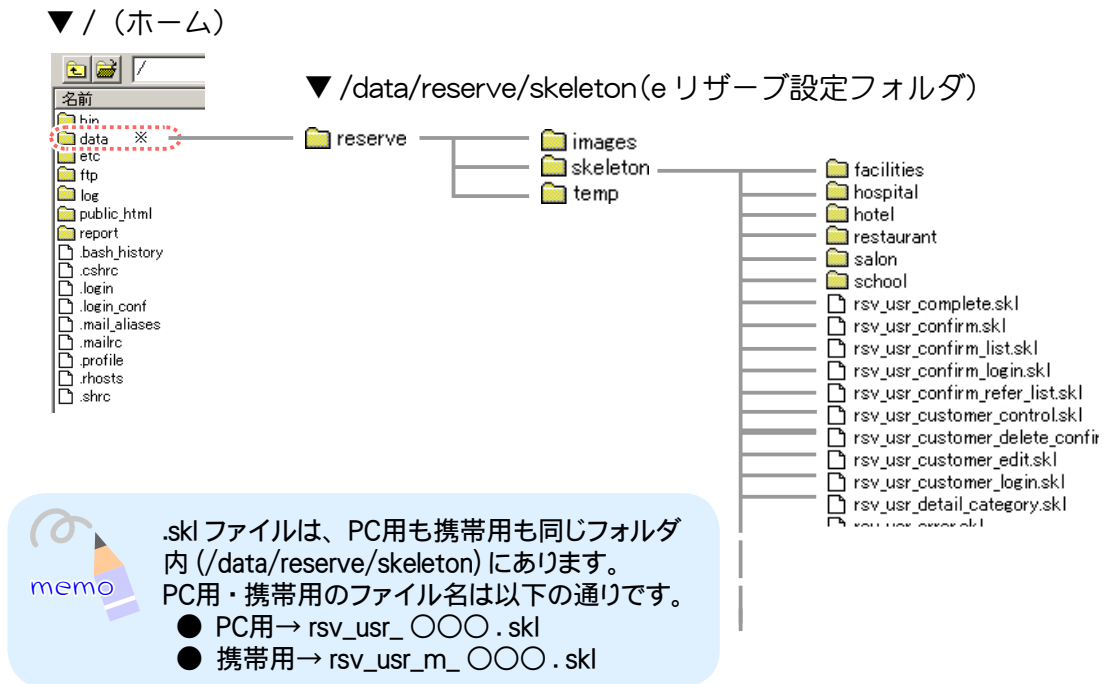 ▼ / （ホーム）
/
名前
bin
data ※
etc
ftp
log
public_html
report
.bash_history
.cshrc
.login
.login_conf
.mail_aliases
.mailrc
.profile
.rhosts
.shrc
▼ /data/reserve/skeleton（e リザーブ設定フォルダ）
reserve
images
skeleton
temp
facilities
hospital
hotel
restaurant
salon
school
rsv_usr_complete.skl
rsv_usr_confirm.skl
rsv_usr_confirm_list.skl
rsv_usr_confirm_login.skl
rsv_usr_confirm_refer_list.skl
rsv_usr_customer_control.skl
rsv_usr_customer_delete_confir
rsv_usr_customer_edit.skl
rsv_usr_customer_login.skl
rsv_usr_detail_category.skl
memo
.skl ファイルは、PC用も携帯用も同じフォルダ
内 (/data/reserve/skeleton) にあります。
PC用・携帯用のファイル名は以下の通りです。
● PC用→ rsv_usr_ ○○○ . skl
● 携帯用→ rsv_usr_m_ ○○○ . skl